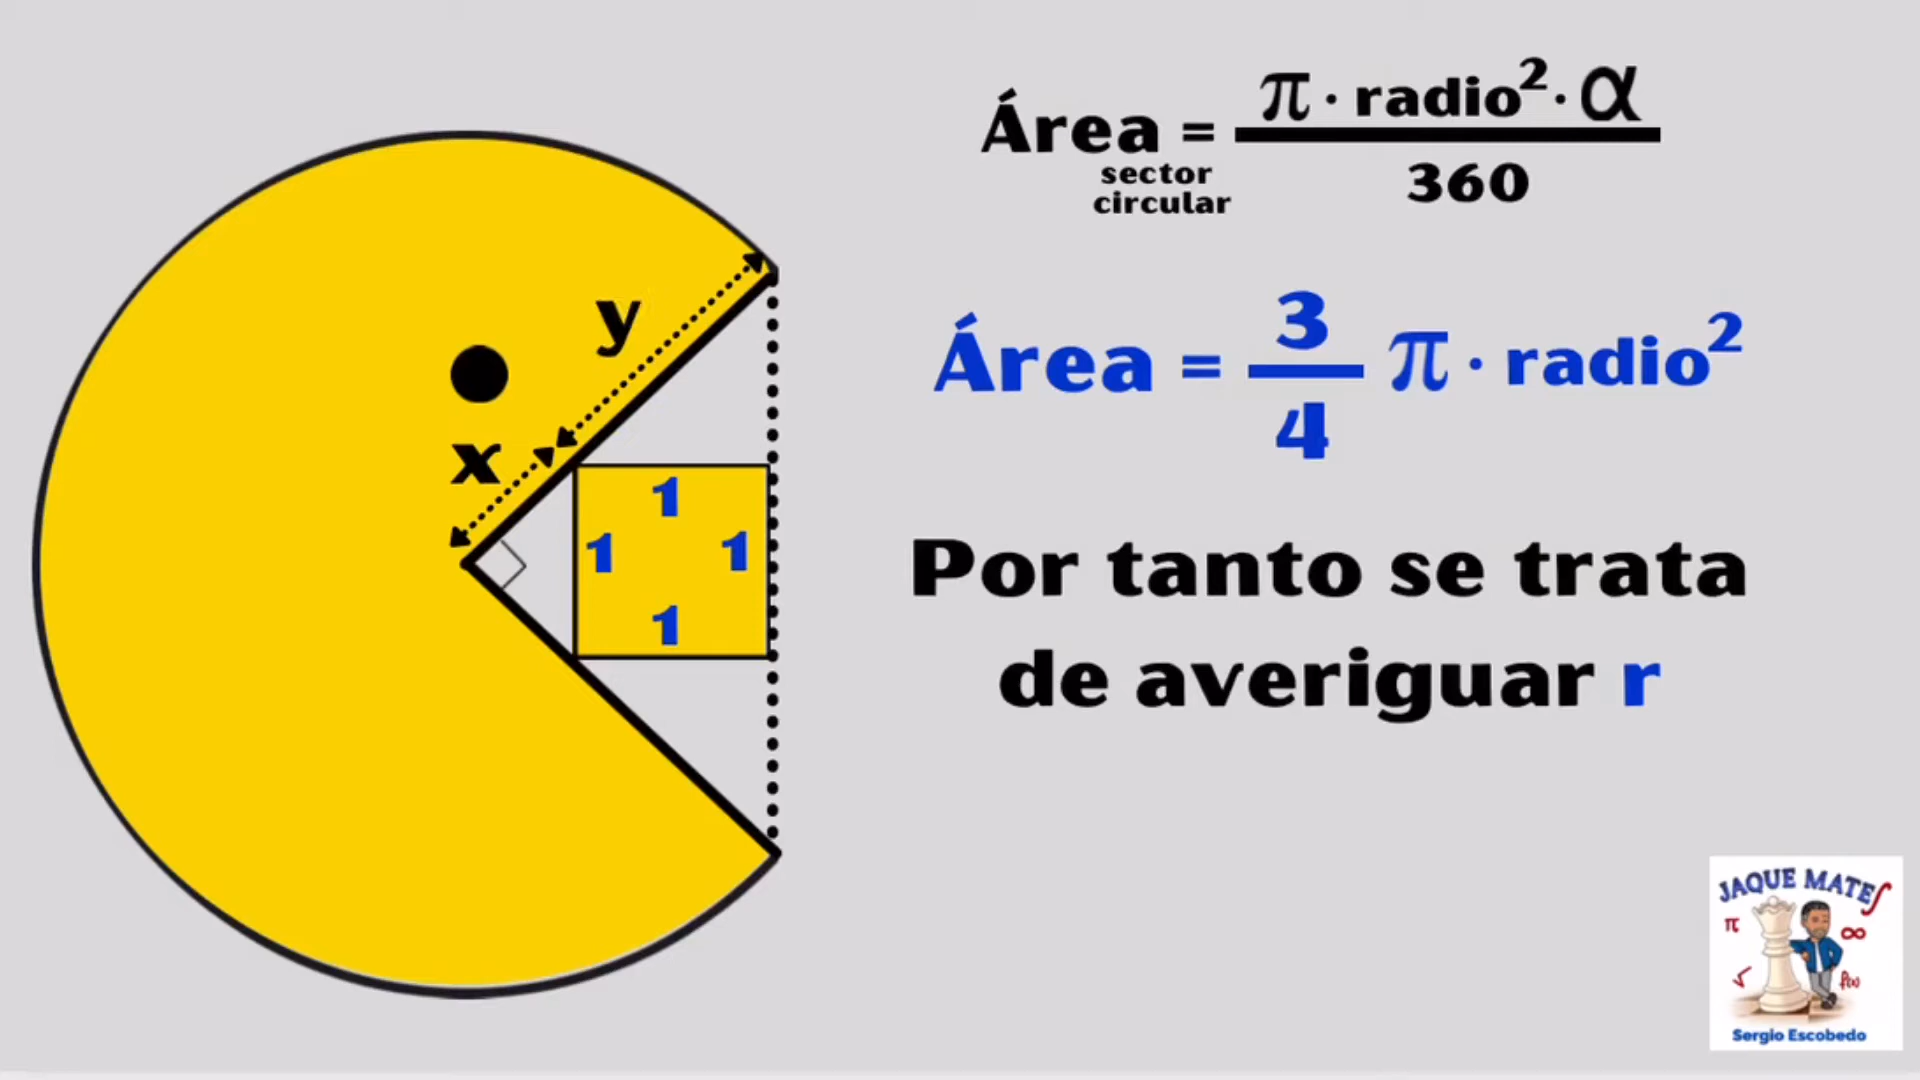 Área sector circular = π · radio² · α / 360
y
x
1
1 1
1
Área = 3/4 π · radio²
Por tanto se trata
de averiguar r
JAQUE MATE∫
π
∞
√
f(x)
Sergio Escobedo